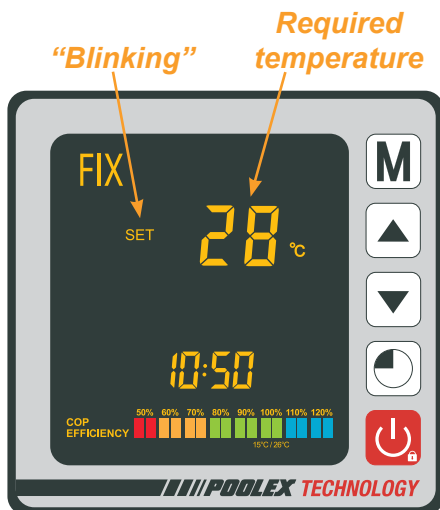 “Blinking”
Required
temperature
FIX
M
SET
28 °C
10:50
50% 60% 70% 80% 90% 100% 110% 120%
COP
EFFICIENCY
15°C / 26°C
POOLEX TECHNOLOGY